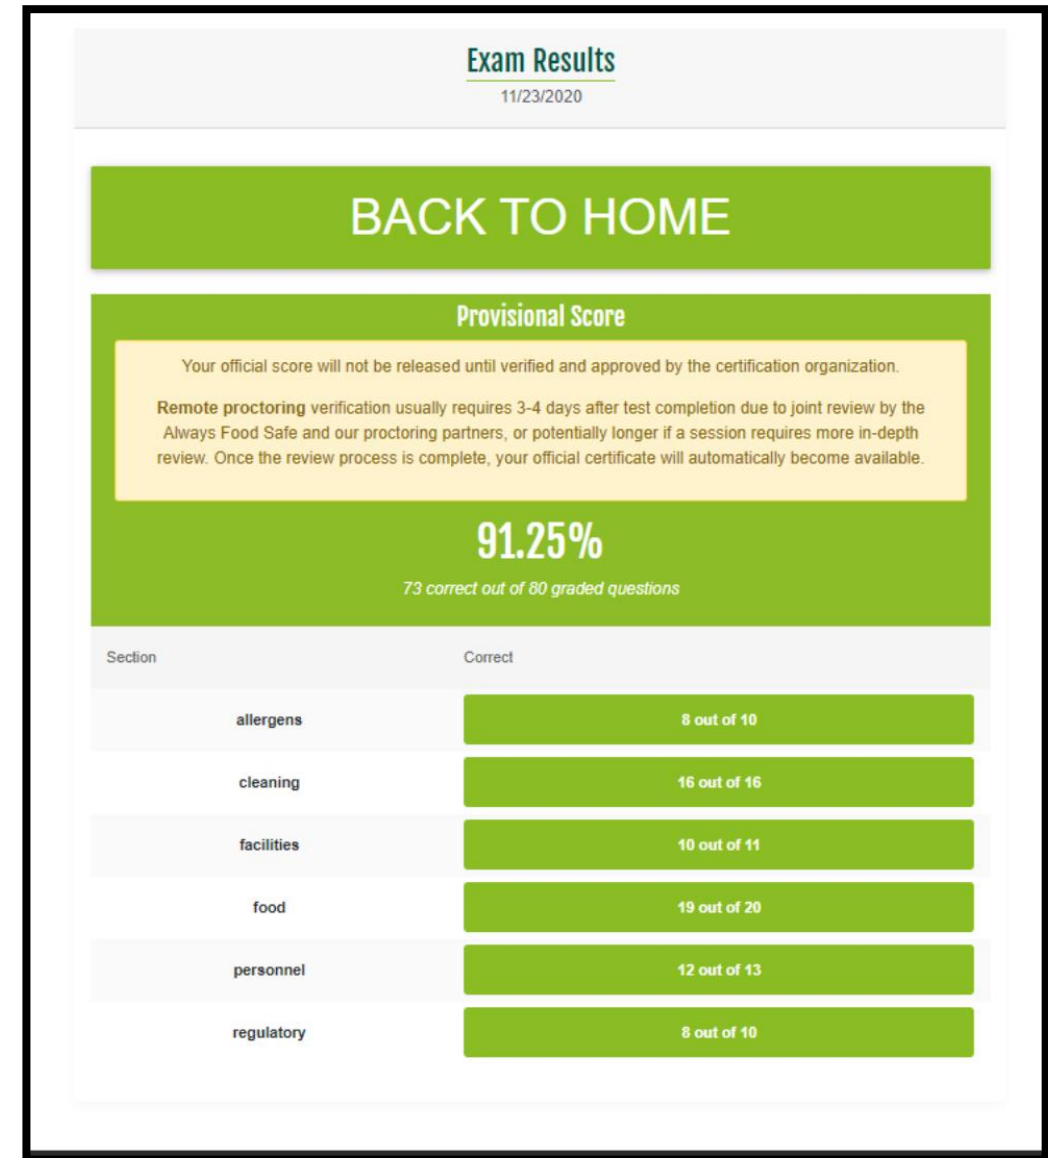 Exam Results
11/23/2020
BACK TO HOME
Provisional Score
Your official score will not be released until verified and approved by the certification organization.
Remote proctoring verification usually requires 3-4 days after test completion due to joint review by the
Always Food Safe and our proctoring partners, or potentially longer if a session requires more in-depth
review. Once the review process is complete, your official certificate will automatically become available.
91.25%
73 correct out of 80 graded questions
Section Correct
allergens 8 out of 10
cleaning 16 out of 16
facilities 10 out of 11
food 19 out of 20
personnel 12 out of 13
regulatory 8 out of 10